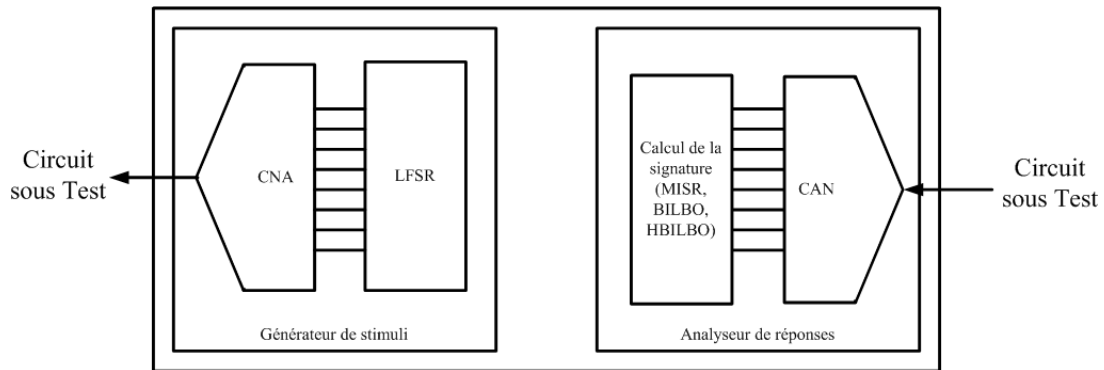 Circuit
sous Test
CNA
LFSR
Générateur de stimuli
Calcul de la
signature
(MISR,
BILBO,
HBILBO)
CAN
Analyseur de réponses
Circuit
sous Test